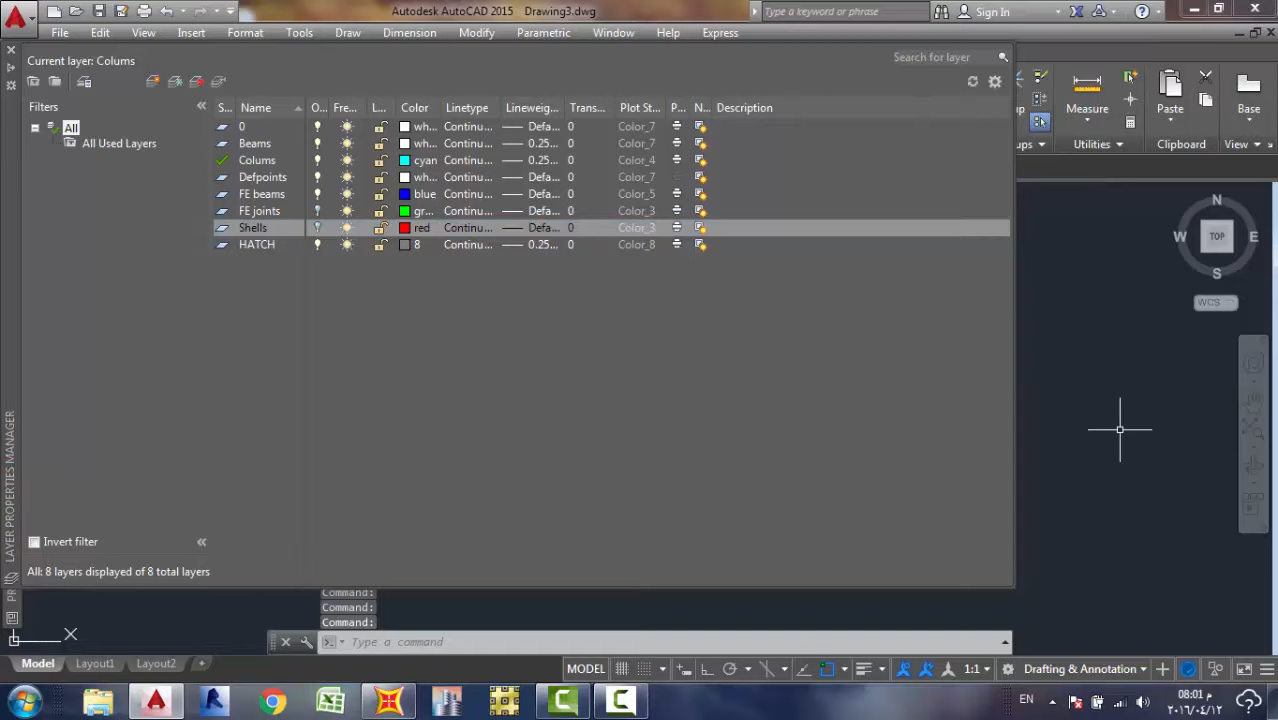 Autodesk AutoCAD 2015 Drawing3.dwg
Type a keyword or phrase
Sign In
File Edit View Insert Format Tools Draw Dimension Modify Parametric Window Help Express
Current layer: Colums
Search for layer
Filters
All
All Used Layers
S... Name O.. Fre... L... Color Linetype Lineweig... Trans... Plot St... P... N.. Description
0 wh... Continu... Defa... 0 Color_7
Beams wh... Continu... 0.25... 0 Color_7
Colums cyan Continu... 0.25... 0 Color_4
Defpoints wh... Continu... Defa... 0 Color_7
FE beams blue Continu... Defa... 0 Color_5
FE joints gr... Continu... Defa... 0 Color_3
Shells red Continu... Defa... 0 Color_3
HATCH 8 Continu... 0.25... 0 Color_8
Measure
Paste
Base
Utilities
Clipboard
View
N
W TOP E
S
WCS
LAYER PROPERTIES MANAGER
PR
Invert filter
All: 8 layers displayed of 8 total layers
Command:
Command:
Command:
Type a command
X
Model Layout1 Layout2 +
MODEL
1:1
Drafting & Annotation
EN
08:01 م
٢٠١٦/٠٤/١٢